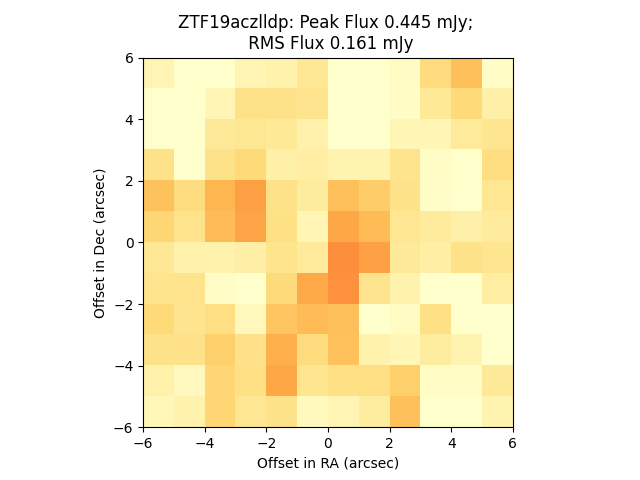 ZTF19aczlldp: Peak Flux 0.445 mJy;
RMS Flux 0.161 mJy
6
4
2
0
−2
−4
−6
Offset in Dec (arcsec)
−6 −4 −2 0 2 4 6
Offset in RA (arcsec)